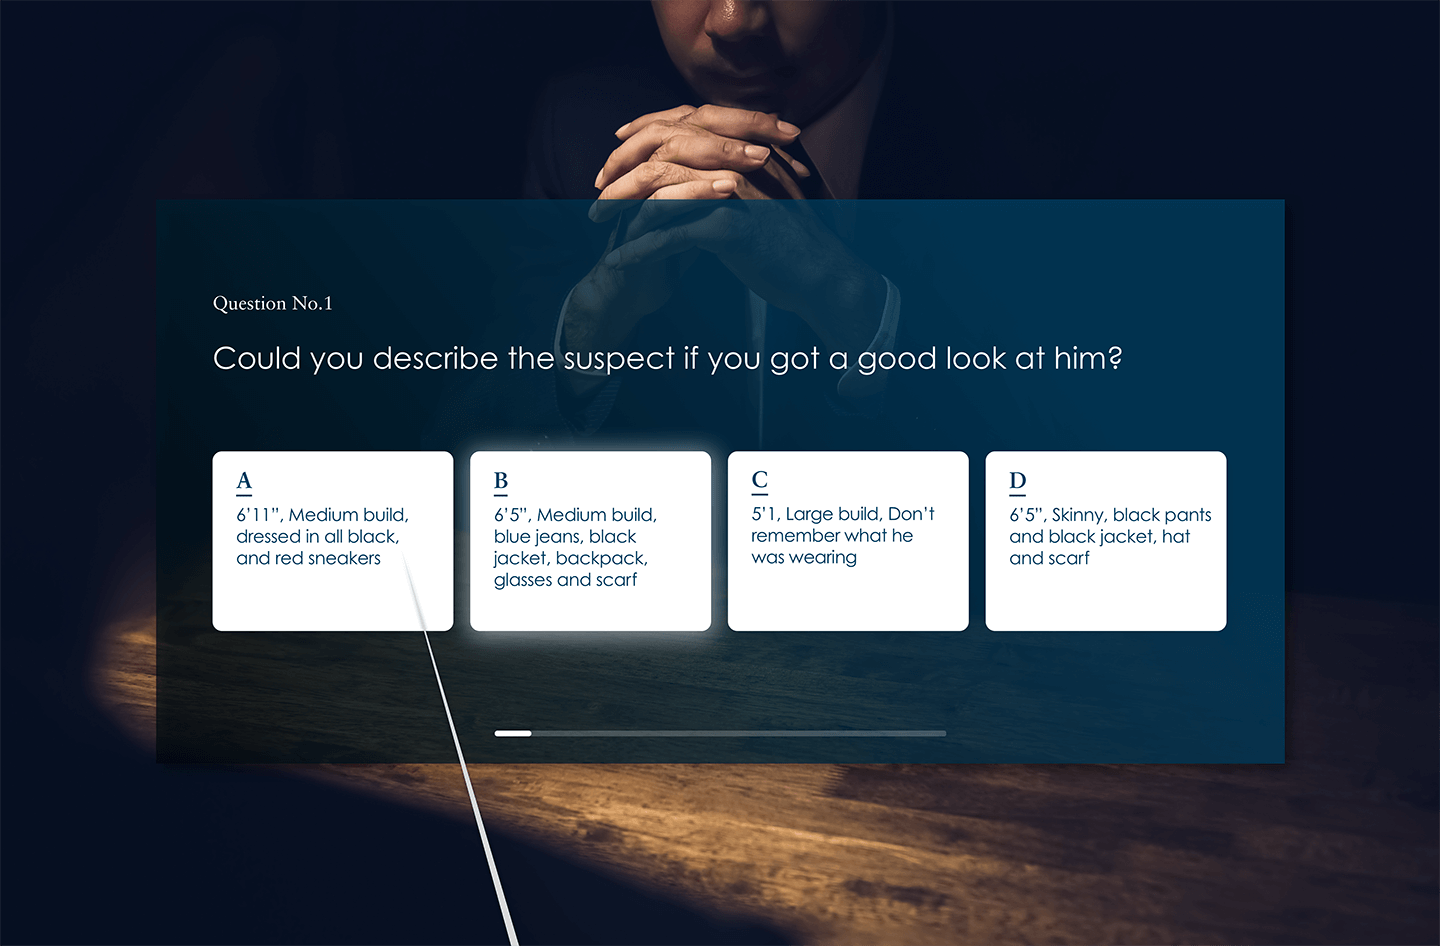 Question No.1
Could you describe the suspect if you got a good look at him?
A
6’11”, Medium build,
dressed in all black,
and red sneakers
B
6’5”, Medium build,
blue jeans, black
jacket, backpack,
glasses and scarf
C
5’1, Large build, Don’t
remember what he
was wearing
D
6’5”, Skinny, black pants
and black jacket, hat
and scarf